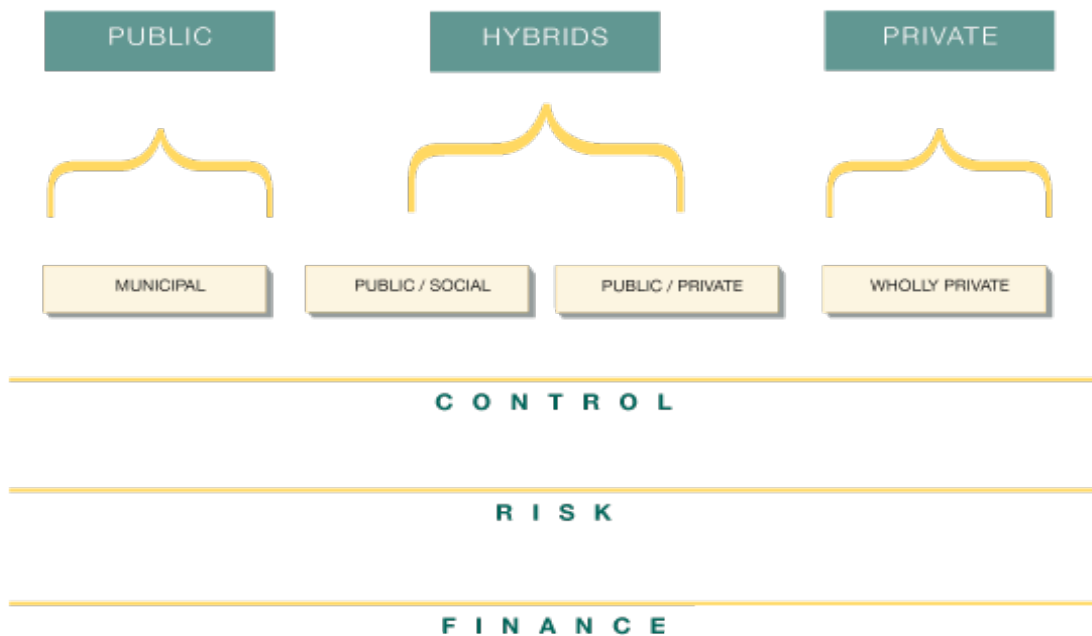 PUBLIC HYBRIDS PRIVATE
MUNICIPAL PUBLIC / SOCIAL PUBLIC / PRIVATE WHOLLY PRIVATE
CONTROL
RISK
FINANCE